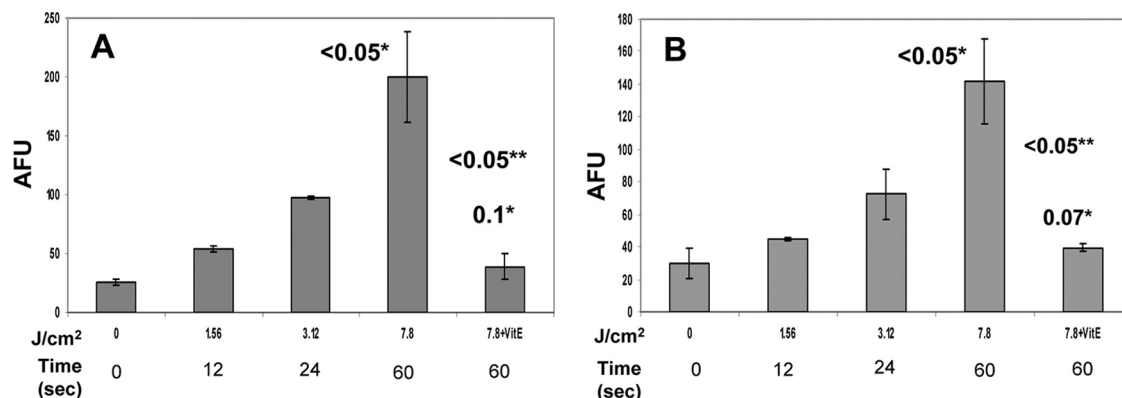 A
AFU
250
200
150
100
50
0
<0.05*
<0.05**
0.1*
J/cm2 0 1.56 3.12 7.8 7.8+VitE
Time (sec) 0 12 24 60 60
B
AFU
180
160
140
120
100
80
60
40
20
0
<0.05*
<0.05**
0.07*
J/cm2 0 1.56 3.12 7.8 7.8+VitE
Time (sec) 0 12 24 60 60